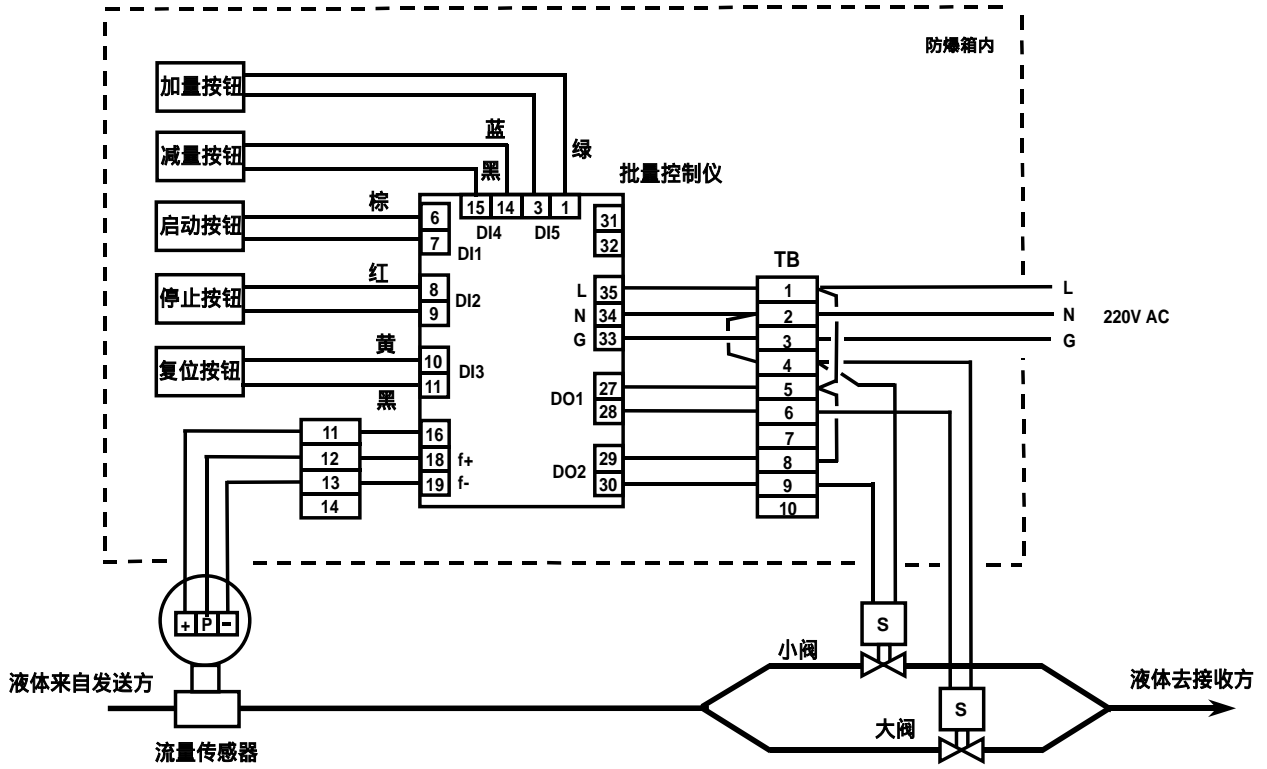 防爆箱内
加量按钮
蓝
绿
减量按钮
黑
批量控制仪
棕
启动按钮
6
7
15 14 3 1
DI4 DI5
DI1
31
32
TB
红
停止按钮
8
9
DI2
L 35
N 34
G 33
1
2
3
4
5
6
7
8
9
10
L
N
G
220V AC
黄
复位按钮
10
11
DI3
黑
DO1
27
28
11
12
13
14
16
18 f+
19 f-
DO2
29
30
+ P -
S
小阀
液体来自发送方
液体去接收方
S
大阀
流量传感器